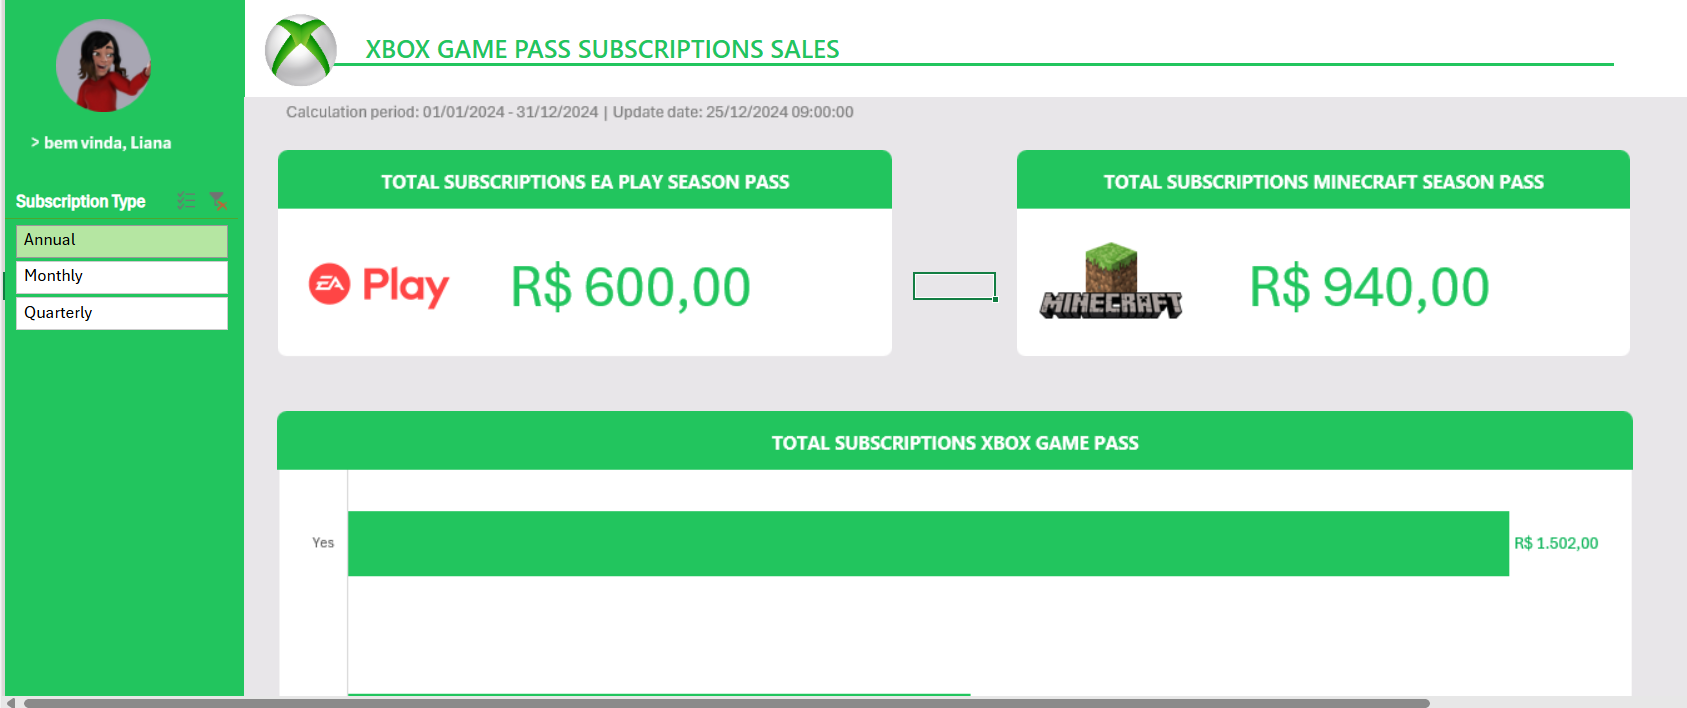 XBOX GAME PASS SUBSCRIPTIONS SALES
Calculation period: 01/01/2024 - 31/12/2024 | Update date: 25/12/2024 09:00:00
> bem vinda, Liana
Subscription Type
Annual
Monthly
Quarterly
TOTAL SUBSCRIPTIONS EA PLAY SEASON PASS
EA Play
R$ 600,00
TOTAL SUBSCRIPTIONS MINECRAFT SEASON PASS
MINECRAFT
R$ 940,00
TOTAL SUBSCRIPTIONS XBOX GAME PASS
Yes
R$ 1.502,00